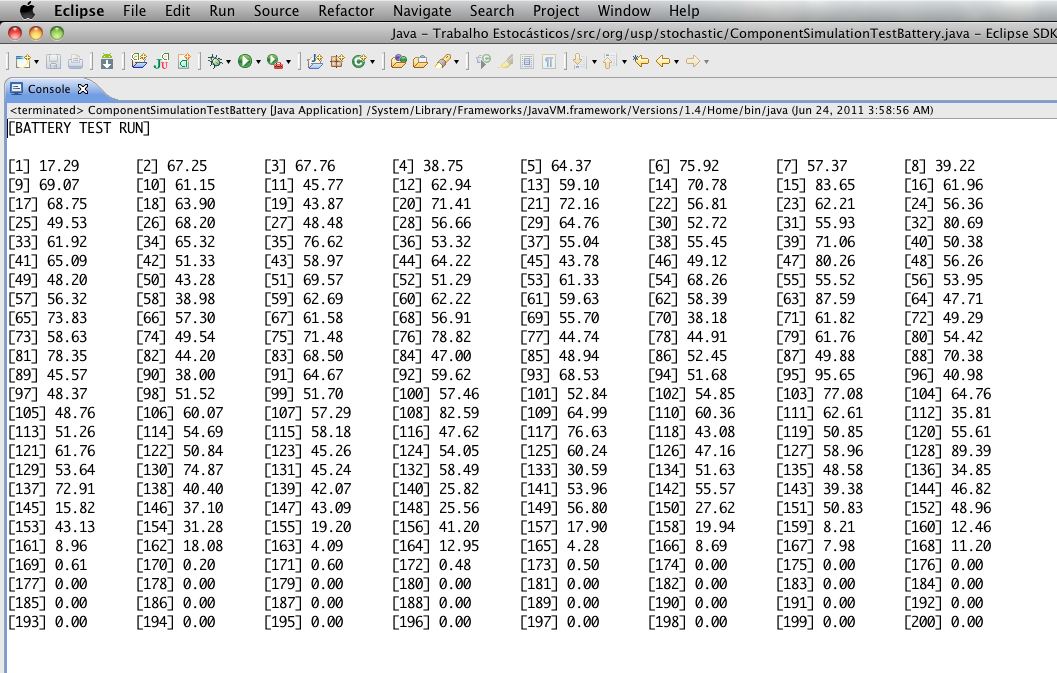 Eclipse File Edit Run Source Refactor Navigate Search Project Window Help
Java – Trabalho Estocásticos/src/org/usp/stochastic/ComponentSimulationTestBattery.java – Eclipse SDK
Console
<terminated> ComponentSimulationTestBattery [Java Application] /System/Library/Frameworks/JavaVM.framework/Versions/1.4/Home/bin/java (Jun 24, 2011 3:58:56 AM)
[BATTERY TEST RUN]
[1] 17.29 [2] 67.25 [3] 67.76 [4] 38.75 [5] 64.37 [6] 75.92 [7] 57.37 [8] 39.22
[9] 69.07 [10] 61.15 [11] 45.77 [12] 62.94 [13] 59.10 [14] 70.78 [15] 83.65 [16] 61.96
[17] 68.75 [18] 63.90 [19] 43.87 [20] 71.41 [21] 72.16 [22] 56.81 [23] 62.21 [24] 56.36
[25] 49.53 [26] 68.20 [27] 48.48 [28] 56.66 [29] 64.76 [30] 52.72 [31] 55.93 [32] 80.69
[33] 61.92 [34] 65.32 [35] 76.62 [36] 53.32 [37] 55.04 [38] 55.45 [39] 71.06 [40] 50.38
[41] 65.09 [42] 51.33 [43] 58.97 [44] 64.22 [45] 43.78 [46] 49.12 [47] 80.26 [48] 56.26
[49] 48.20 [50] 43.28 [51] 69.57 [52] 51.29 [53] 61.33 [54] 68.26 [55] 55.52 [56] 53.95
[57] 56.32 [58] 38.98 [59] 62.69 [60] 62.22 [61] 59.63 [62] 58.39 [63] 87.59 [64] 47.71
[65] 73.83 [66] 57.30 [67] 61.58 [68] 56.91 [69] 55.70 [70] 38.18 [71] 61.82 [72] 49.29
[73] 58.63 [74] 49.54 [75] 71.48 [76] 78.82 [77] 44.74 [78] 44.91 [79] 61.76 [80] 54.42
[81] 78.35 [82] 44.20 [83] 68.50 [84] 47.00 [85] 48.94 [86] 52.45 [87] 49.88 [88] 70.38
[89] 45.57 [90] 38.00 [91] 64.67 [92] 59.62 [93] 68.53 [94] 51.68 [95] 95.65 [96] 40.98
[97] 48.37 [98] 51.52 [99] 51.70 [100] 57.46 [101] 52.84 [102] 54.85 [103] 77.08 [104] 64.76
[105] 48.76 [106] 60.07 [107] 57.29 [108] 82.59 [109] 64.99 [110] 60.36 [111] 62.61 [112] 35.81
[113] 51.26 [114] 54.69 [115] 58.18 [116] 47.62 [117] 76.63 [118] 43.08 [119] 50.85 [120] 55.61
[121] 61.76 [122] 50.84 [123] 45.26 [124] 54.05 [125] 60.24 [126] 47.16 [127] 58.96 [128] 89.39
[129] 53.64 [130] 74.87 [131] 45.24 [132] 58.49 [133] 30.59 [134] 51.63 [135] 48.58 [136] 34.85
[137] 72.91 [138] 40.40 [139] 42.07 [140] 25.82 [141] 53.96 [142] 55.57 [143] 39.38 [144] 46.82
[145] 15.82 [146] 37.10 [147] 43.09 [148] 25.56 [149] 56.80 [150] 27.62 [151] 50.83 [152] 48.96
[153] 43.13 [154] 31.28 [155] 19.20 [156] 41.20 [157] 17.90 [158] 19.94 [159] 8.21 [160] 12.46
[161] 8.96 [162] 18.08 [163] 4.09 [164] 12.95 [165] 4.28 [166] 8.69 [167] 7.98 [168] 11.20
[169] 0.61 [170] 0.20 [171] 0.60 [172] 0.48 [173] 0.50 [174] 0.00 [175] 0.00 [176] 0.00
[177] 0.00 [178] 0.00 [179] 0.00 [180] 0.00 [181] 0.00 [182] 0.00 [183] 0.00 [184] 0.00
[185] 0.00 [186] 0.00 [187] 0.00 [188] 0.00 [189] 0.00 [190] 0.00 [191] 0.00 [192] 0.00
[193] 0.00 [194] 0.00 [195] 0.00 [196] 0.00 [197] 0.00 [198] 0.00 [199] 0.00 [200] 0.00